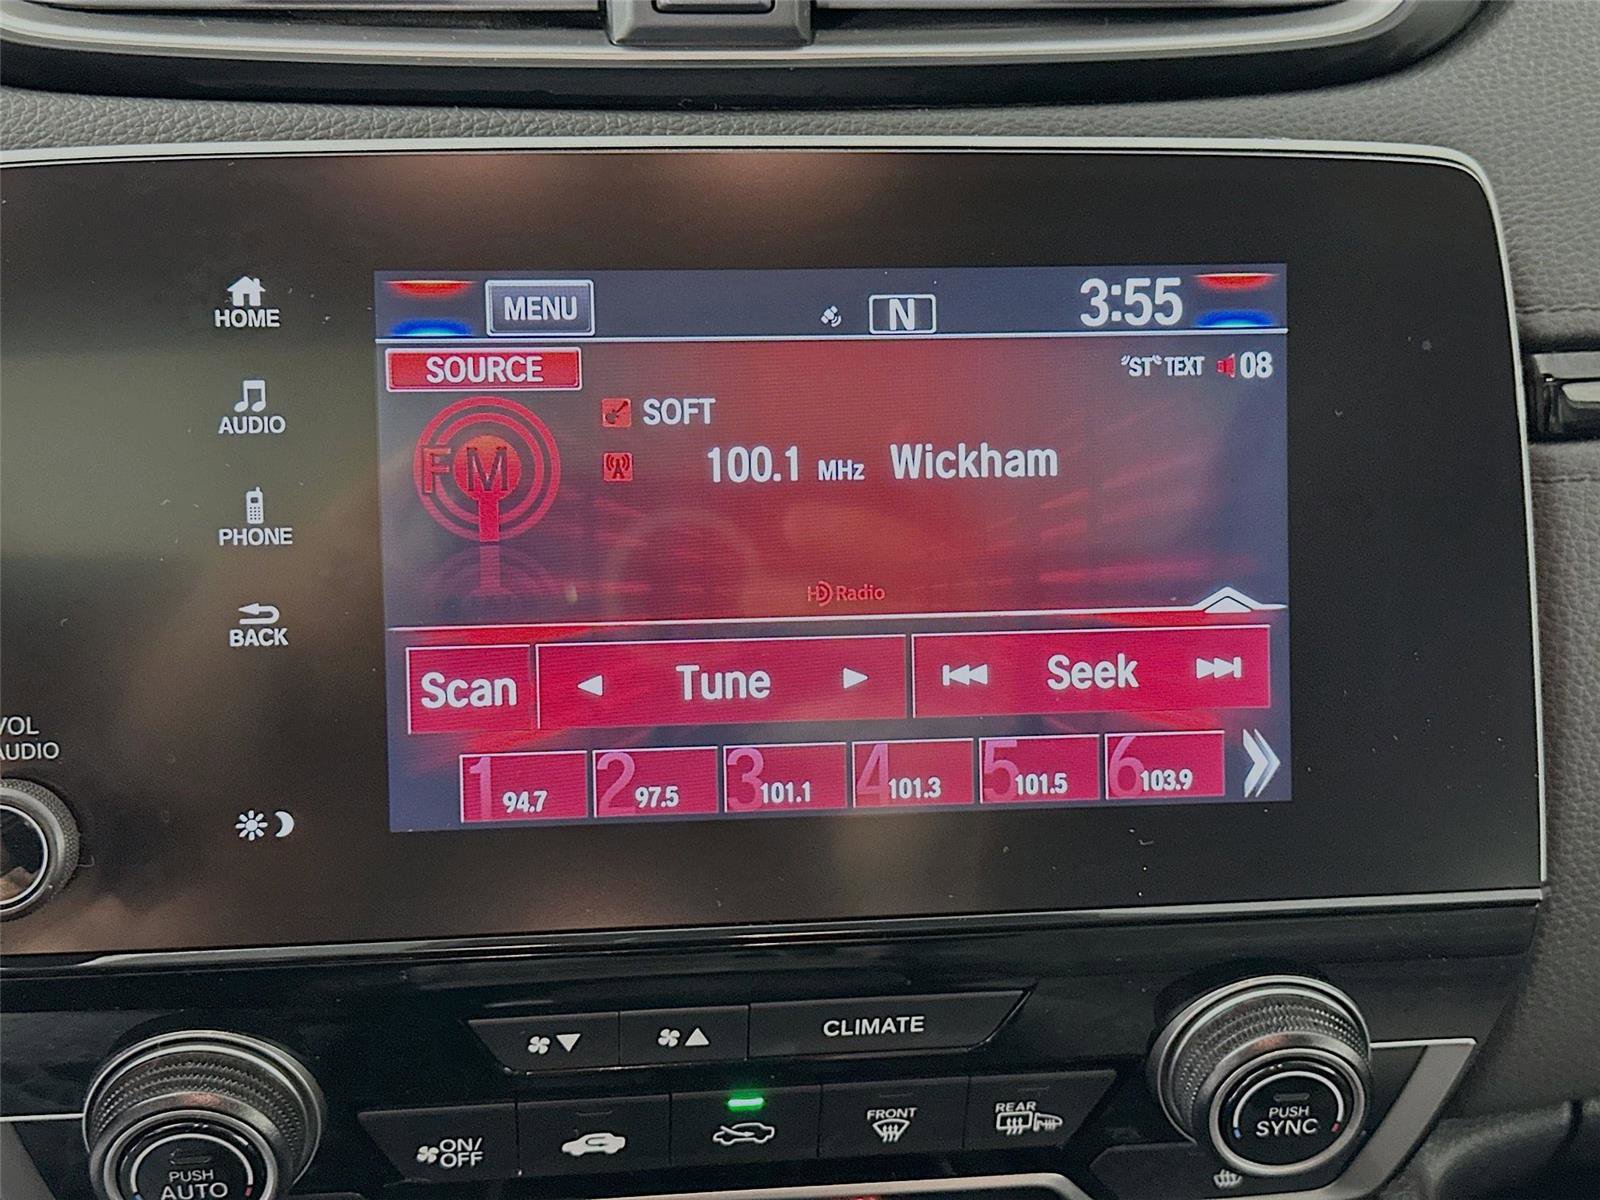 HOME
AUDIO
PHONE
BACK
VOL
AUDIO
MENU
N
3:55
SOURCE
"ST" TEXT 08
FM
SOFT
100.1 MHz Wickham
HD Radio
Scan
Tune
Seek
1 94.7
2 97.5
3 101.1
4 101.3
5 101.5
6 103.9
CLIMATE
ON/
OFF
FRONT
REAR
PUSH
AUTO
PUSH
SYNC